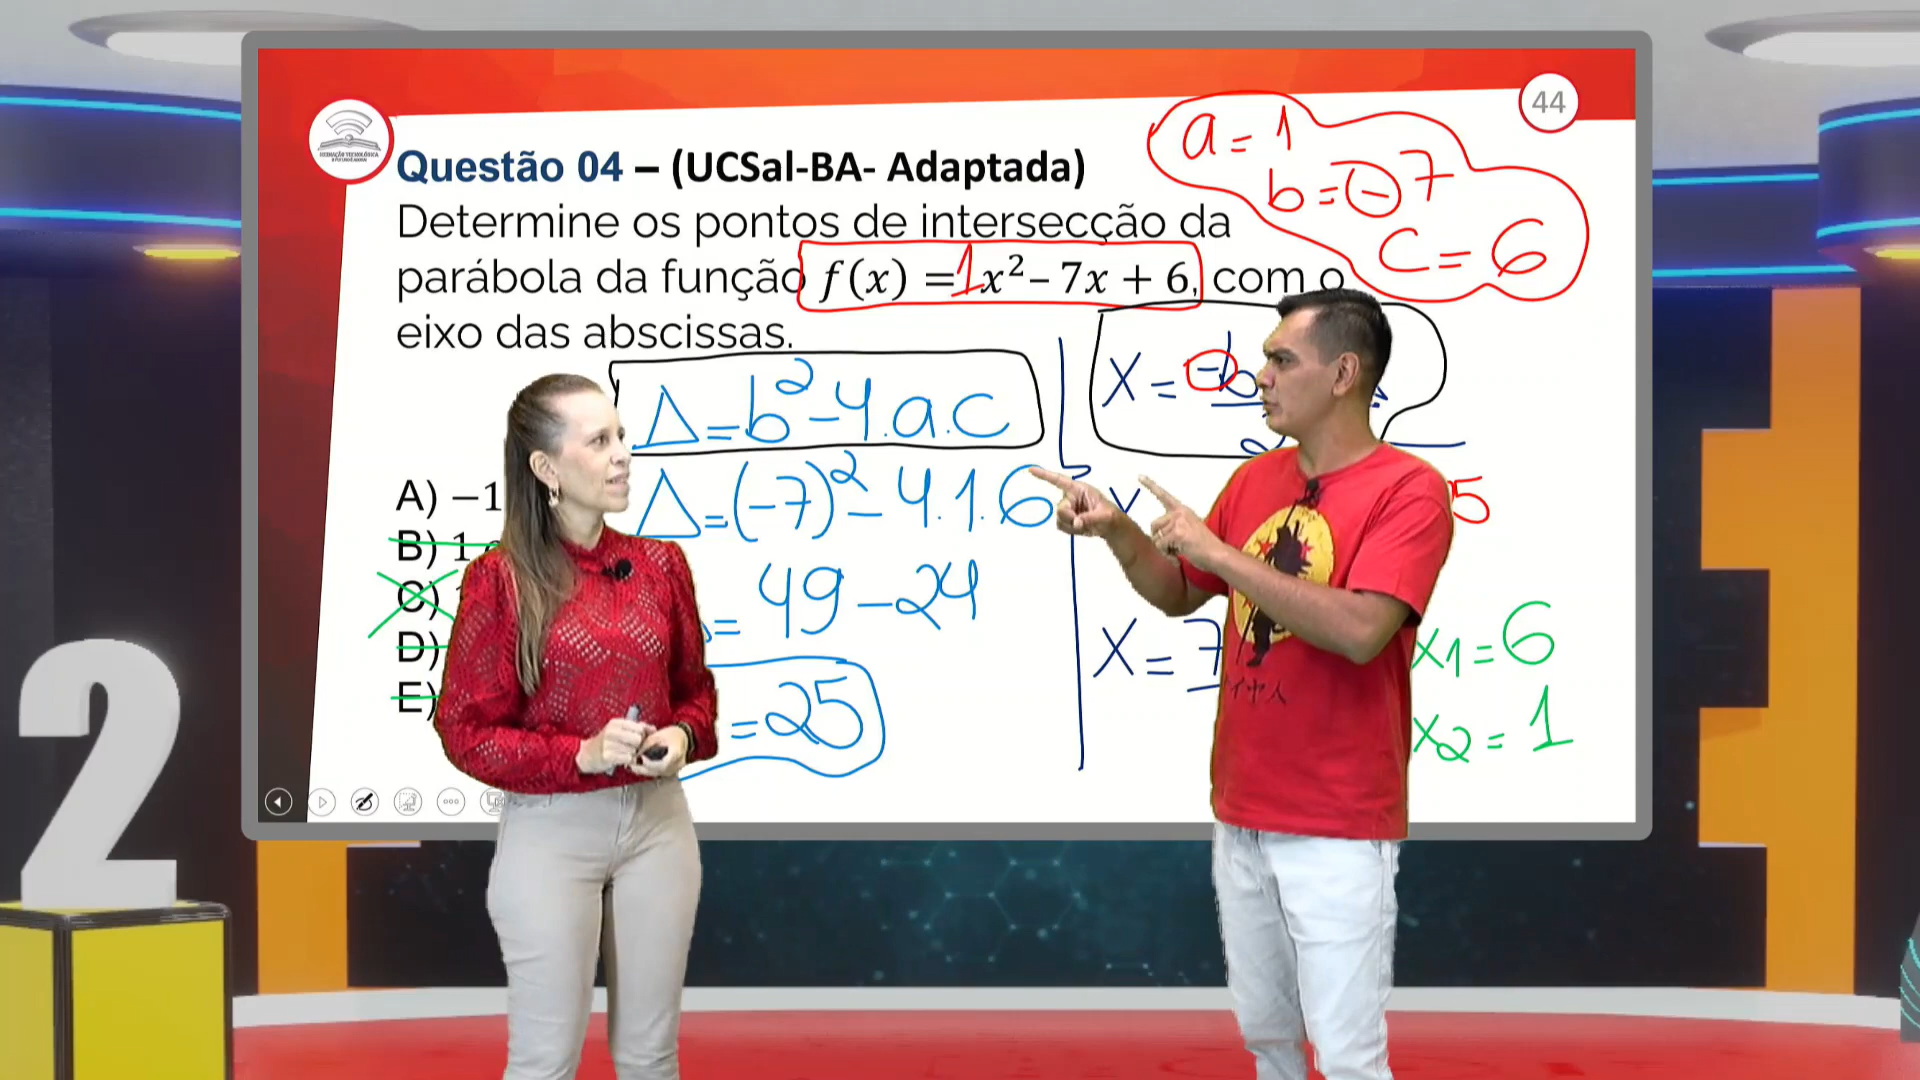 44
Questão 04 – (UCSal-BA- Adaptada)
Determine os pontos de intersecção da
parábola da função f(x) =1x² – 7x + 6, com o
eixo das abscissas.
a = 1
b = -7
c = 6
Δ = b² - 4.a.c
Δ = (-7)² - 4.1.6
= 49 - 24
= 25
X = -b
2
5
X = 7
x1 = 6
x2 = 1
A) –1
B) 1
C)
D)
E)
2